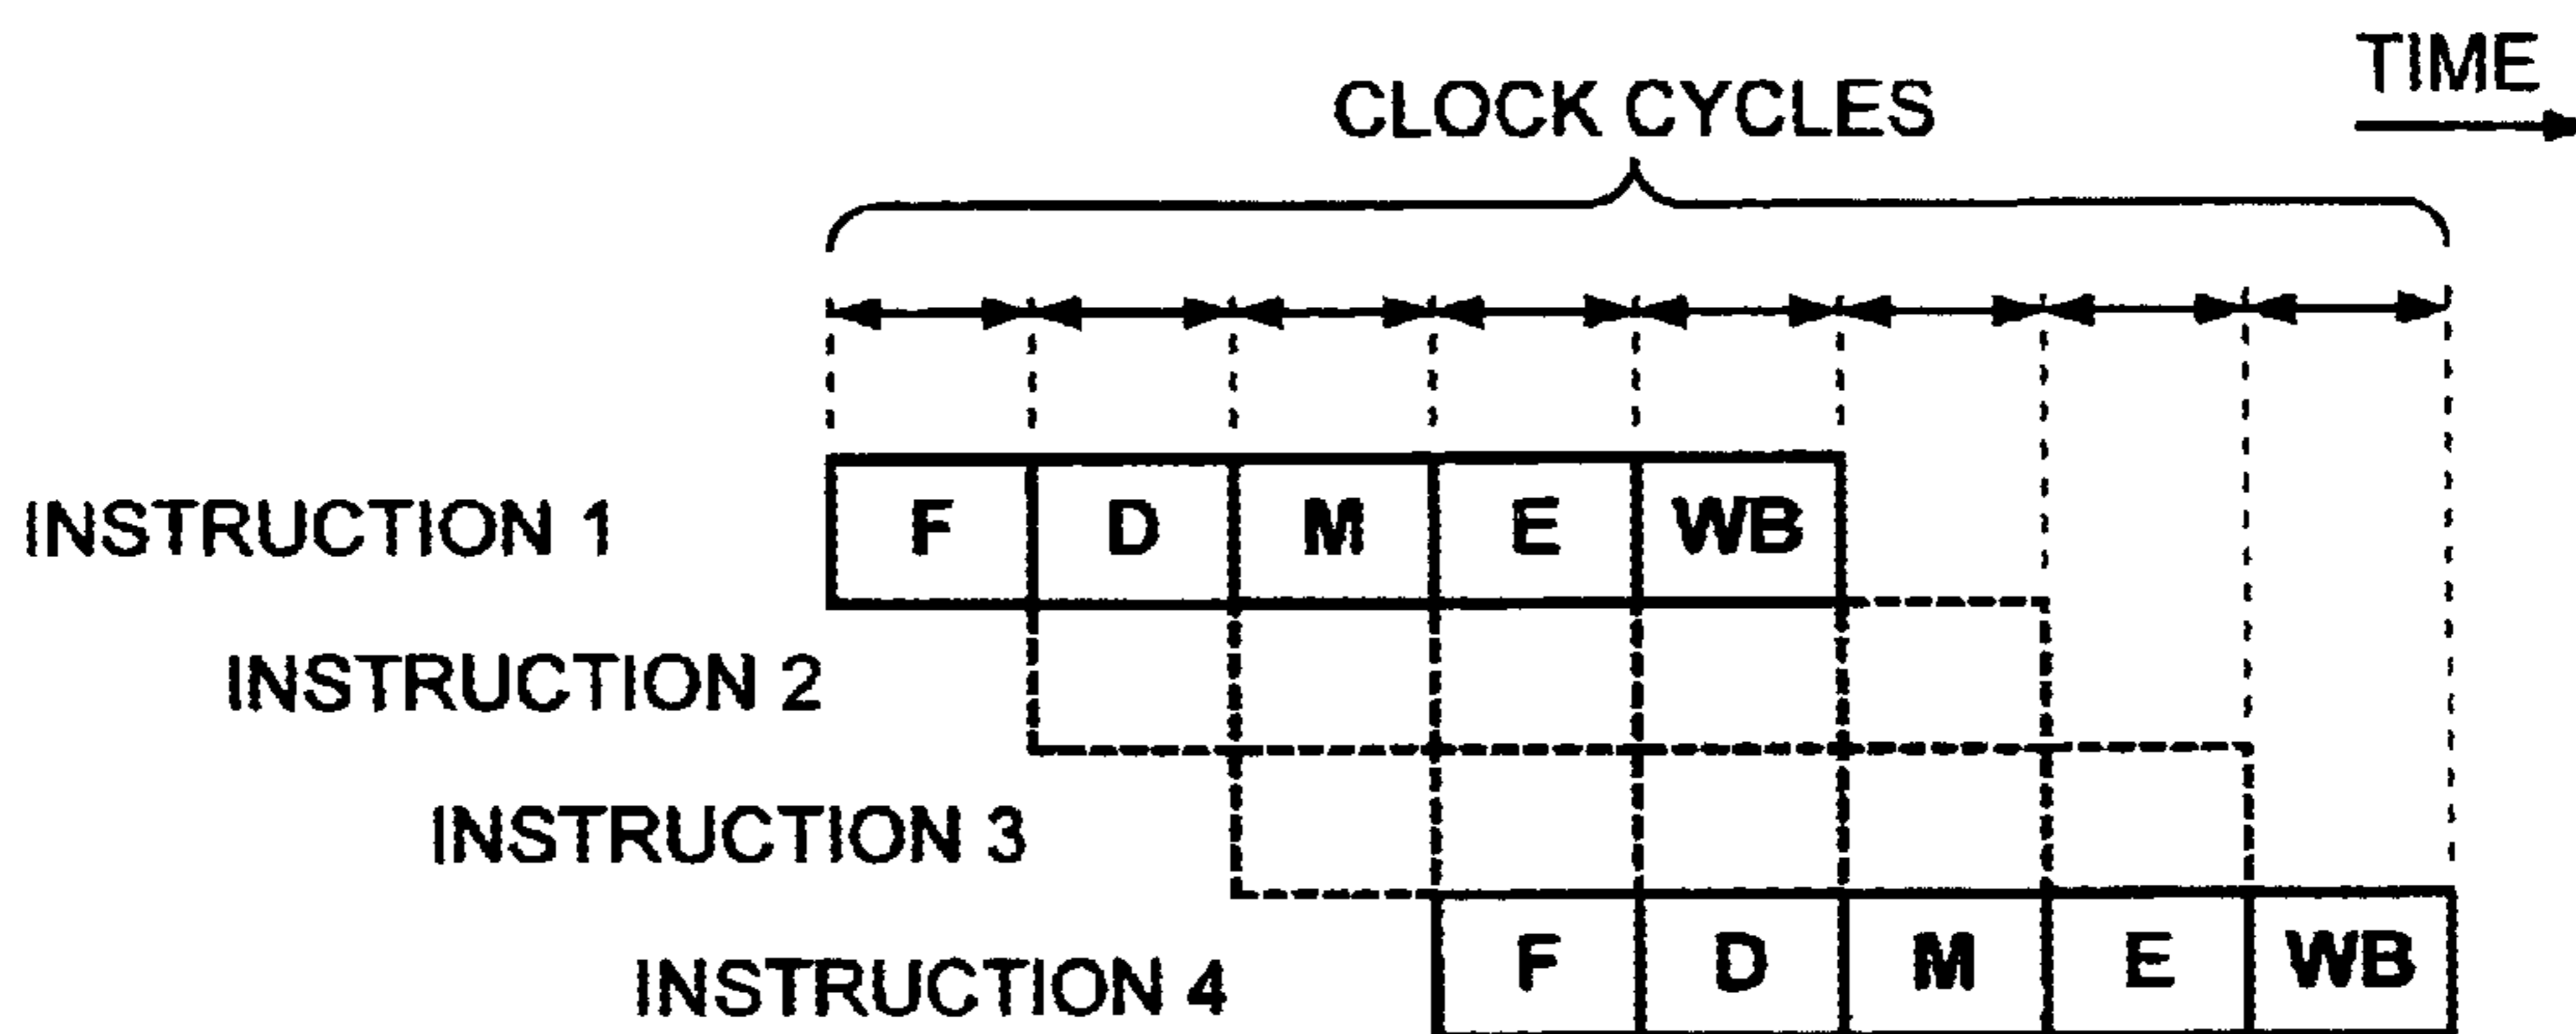 TIME
CLOCK CYCLES
INSTRUCTION 1 F D M E WB
INSTRUCTION 2
INSTRUCTION 3
INSTRUCTION 4 F D M E WB